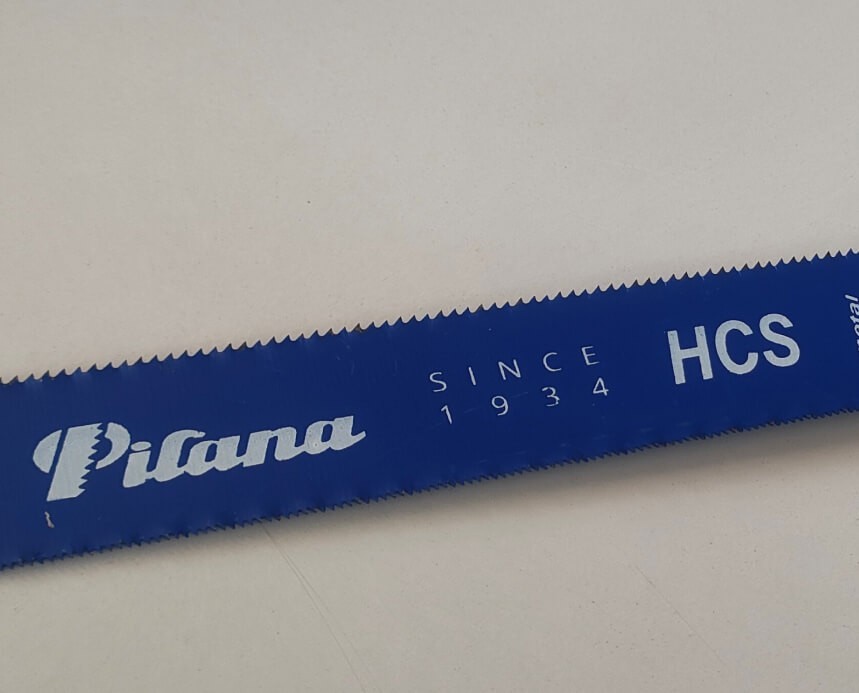 Pilana
SINCE
1934
HCS